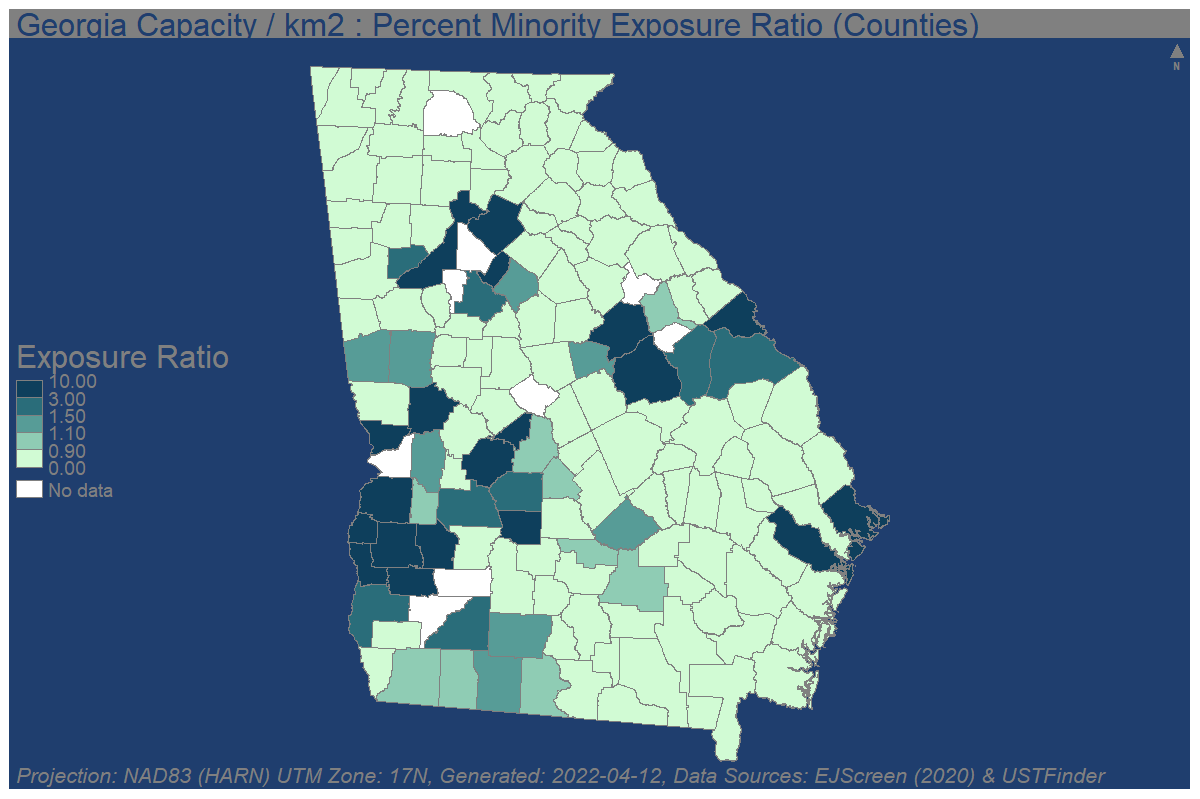 Georgia Capacity / km2 : Percent Minority Exposure Ratio (Counties)
N
Exposure Ratio
10.00
3.00
1.50
1.10
0.90
0.00
No data
Projection: NAD83 (HARN) UTM Zone: 17N, Generated: 2022-04-12, Data Sources: EJScreen (2020) & USTFinder